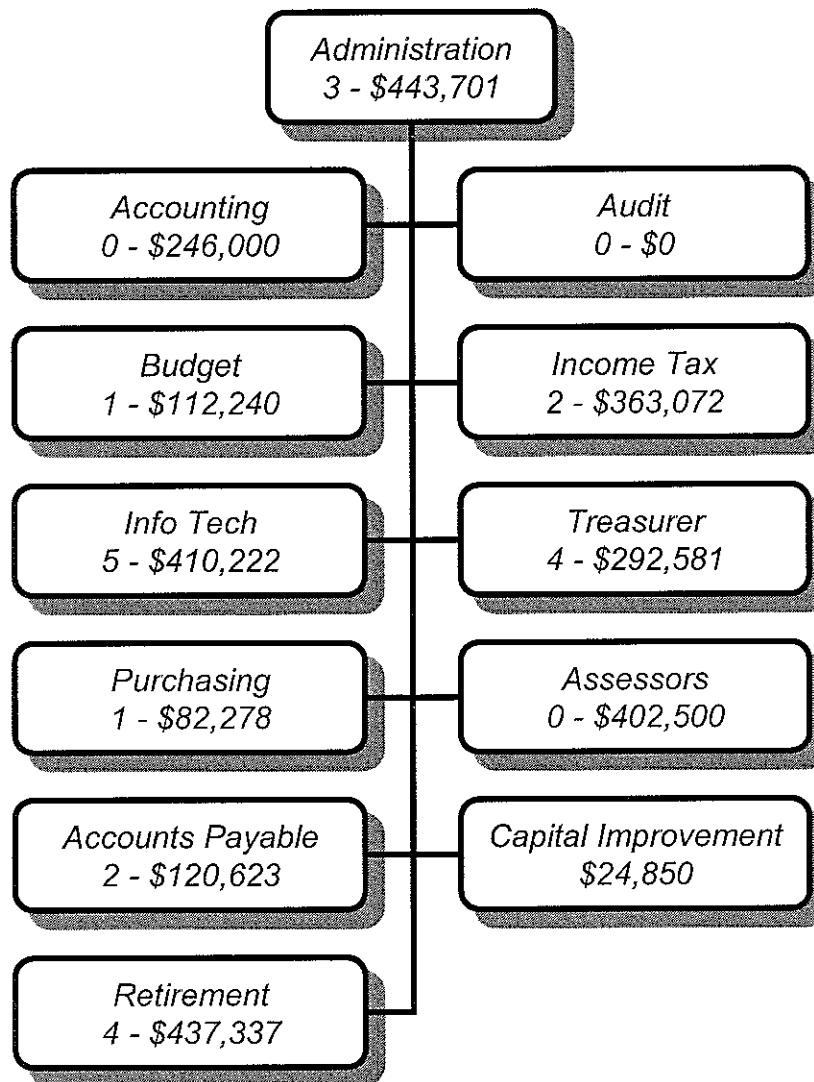 Administration
3 - $443,701
Accounting
0 - $246,000
Audit
0 - $0
Budget
1 - $112,240
Income Tax
2 - $363,072
Info Tech
5 - $410,222
Treasurer
4 - $292,581
Purchasing
1 - $82,278
Assessors
0 - $402,500
Accounts Payable
2 - $120,623
Capital Improvement
$24,850
Retirement
4 - $437,337